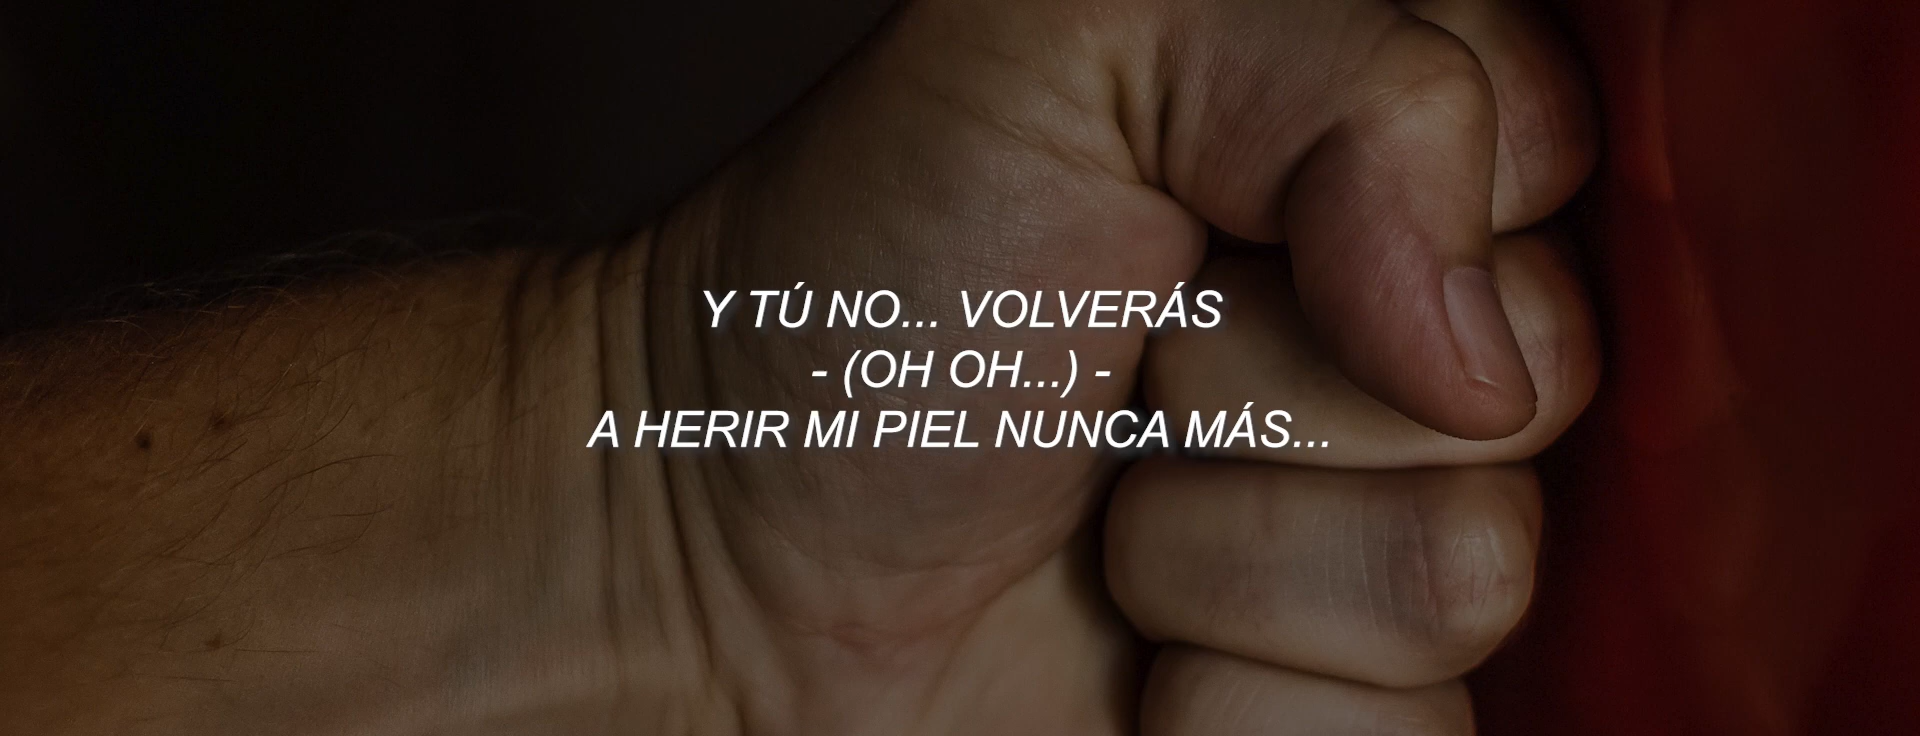 Y TÚ NO... VOLVERÁS
- (OH OH...) -
A HERIR MI PIEL NUNCA MÁS...